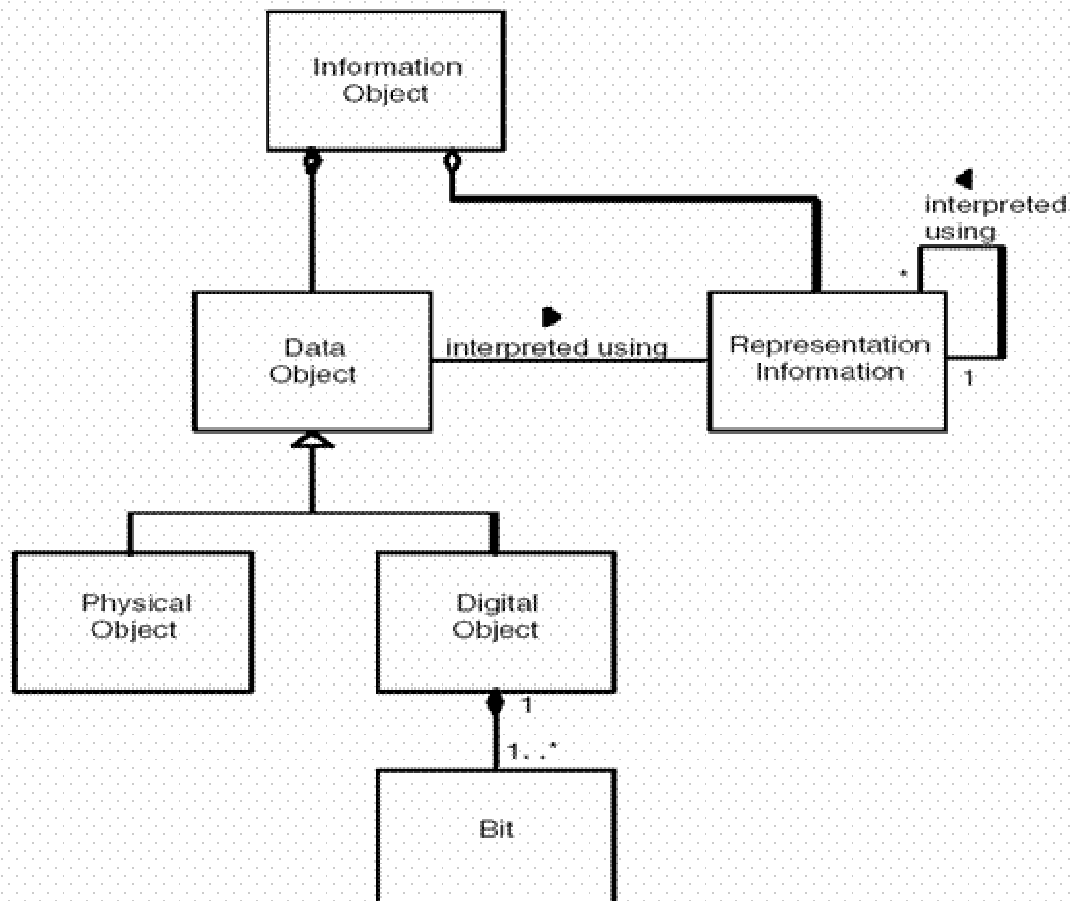 Information
Object
interpreted
using
*
Data
Object
interpreted using
Representation
Information
1
Physical
Object
Digital
Object
1
1..*
Bit